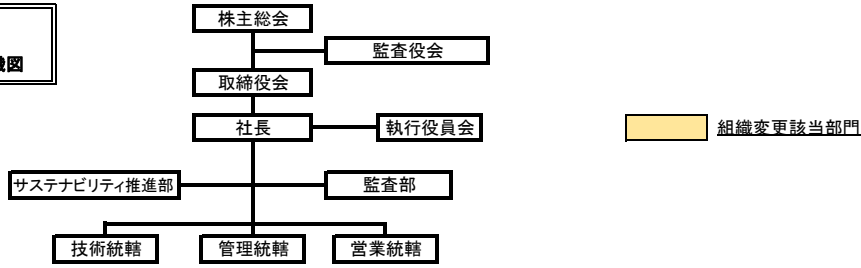 株主総会
監査役会
図
取締役会
社長
執行役員会
組織変更該当部門
サステナビリティ推進部
監査部
技術統轄
管理統轄
営業統轄